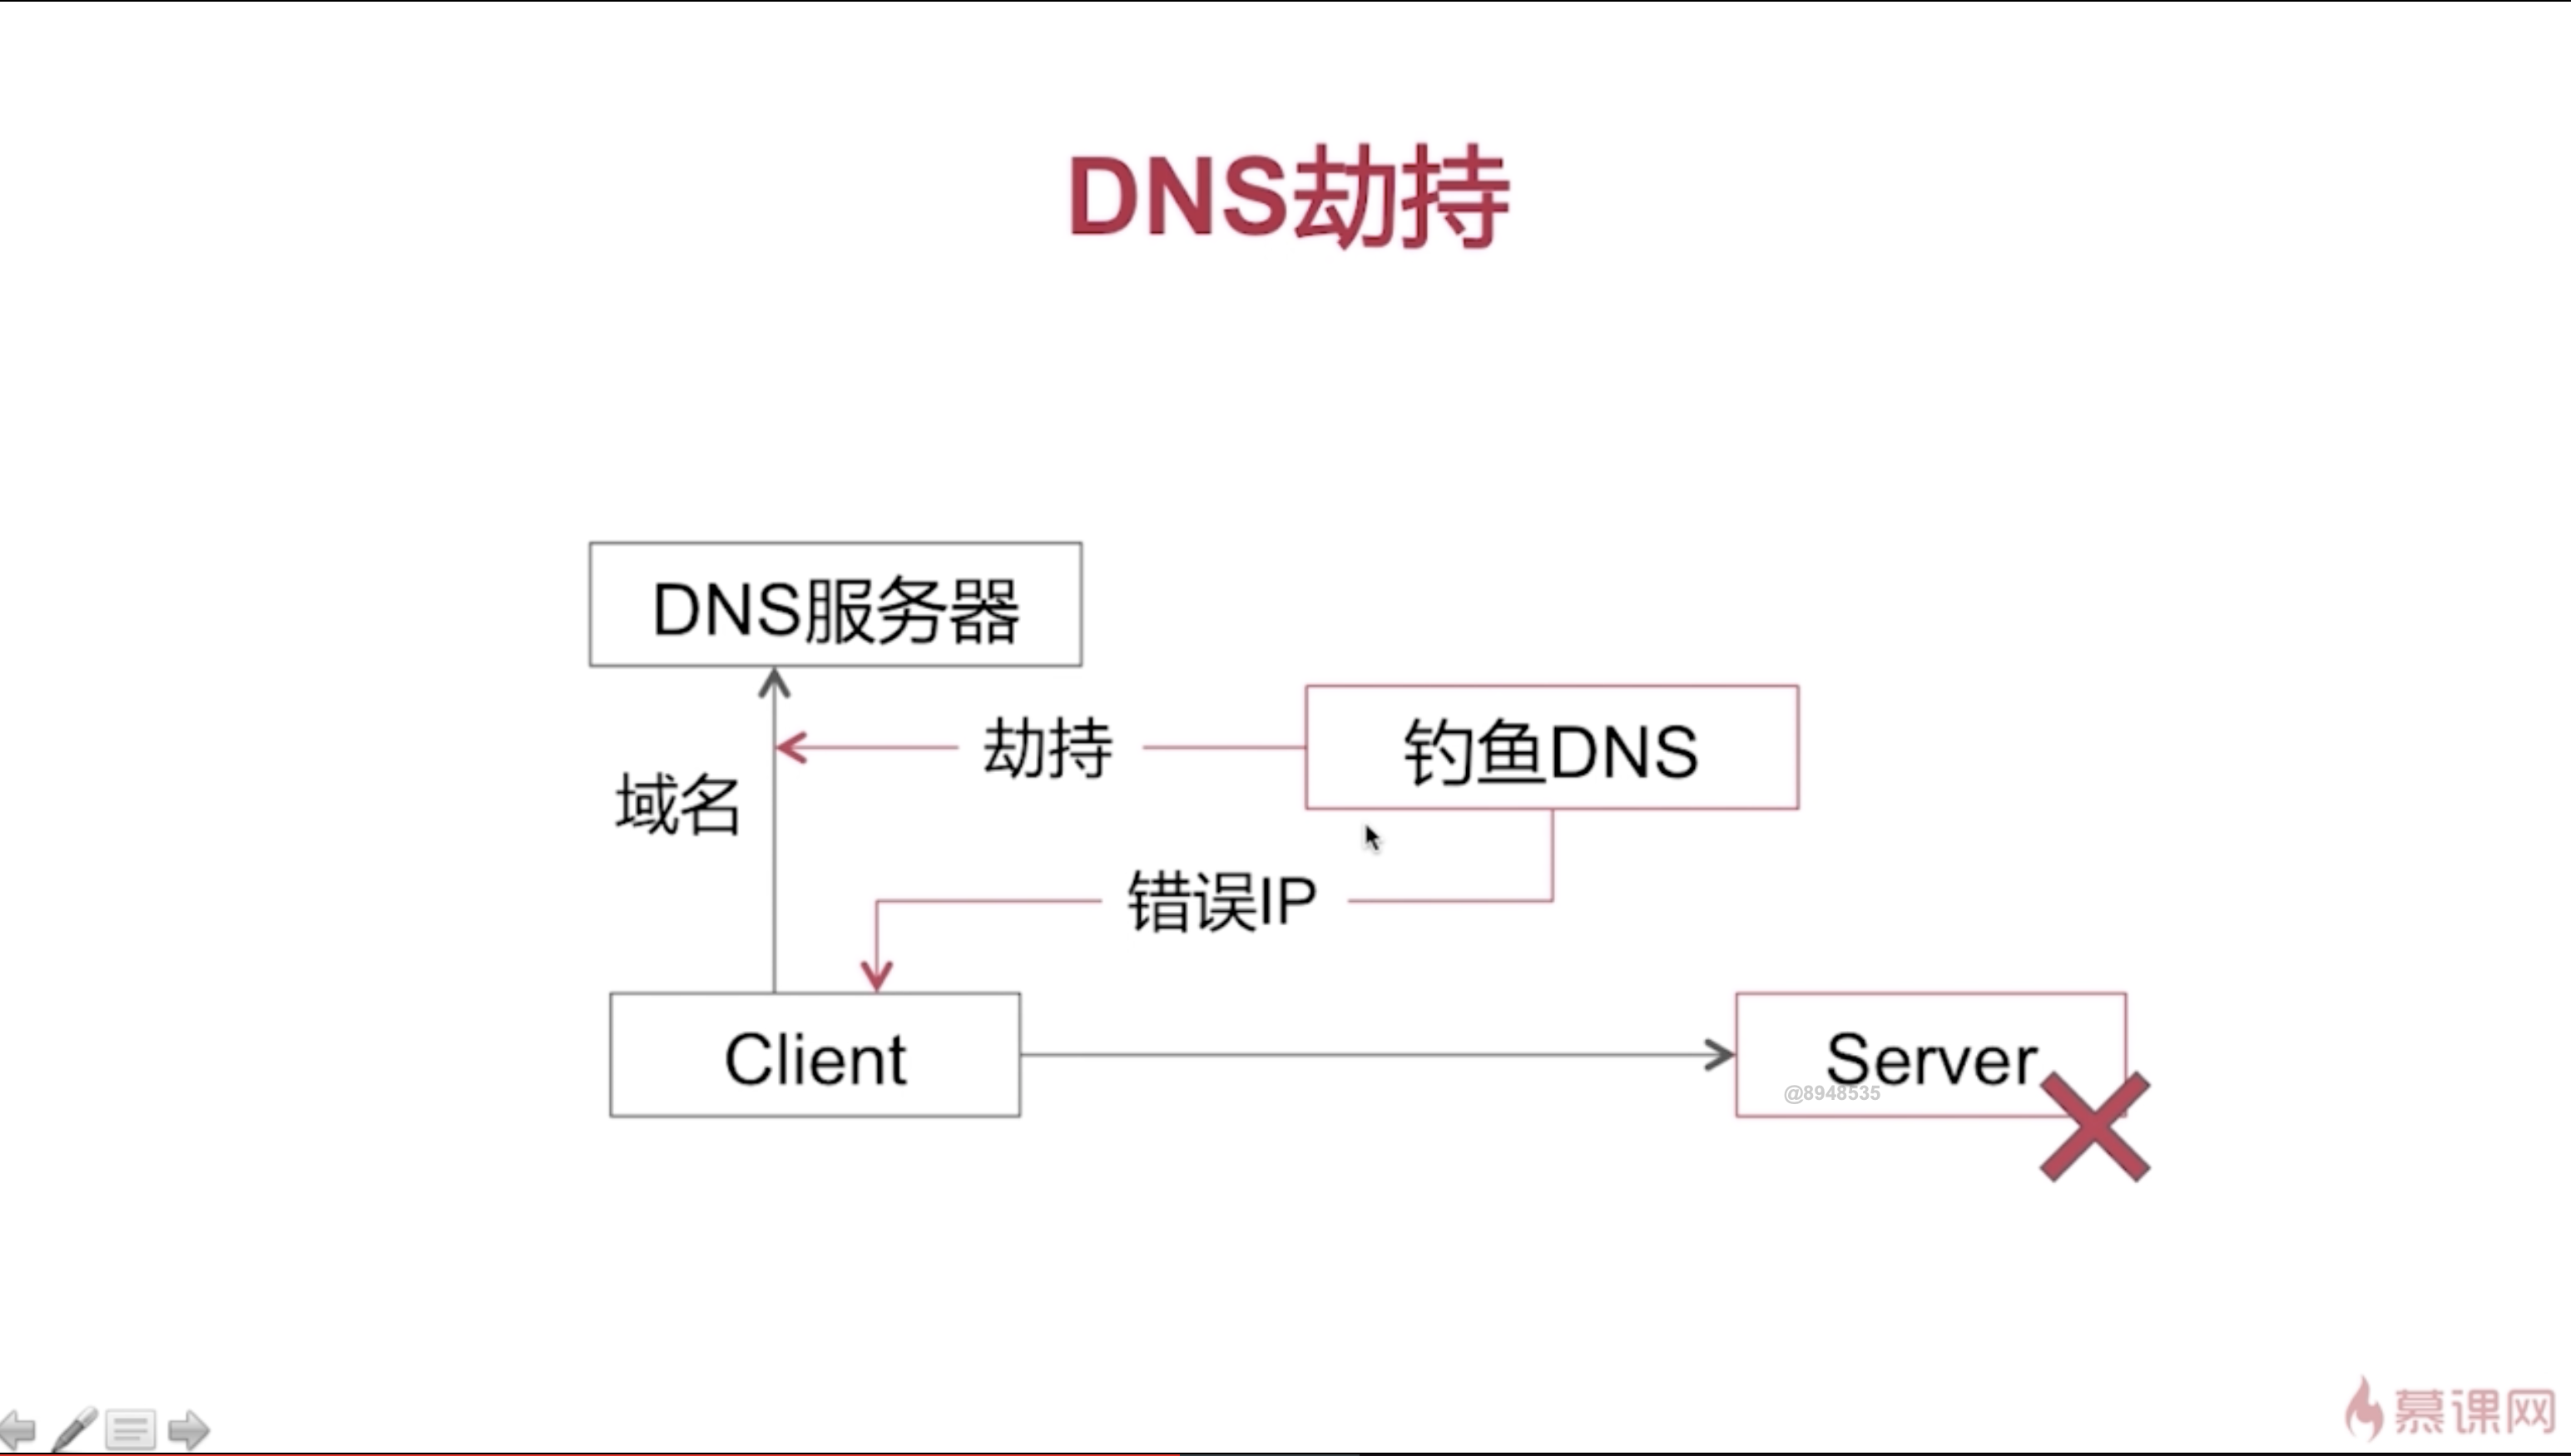 DNS劫持
DNS服务器
劫持
钓鱼DNS
域名
错误IP
Client
Server
@8948535
慕课网